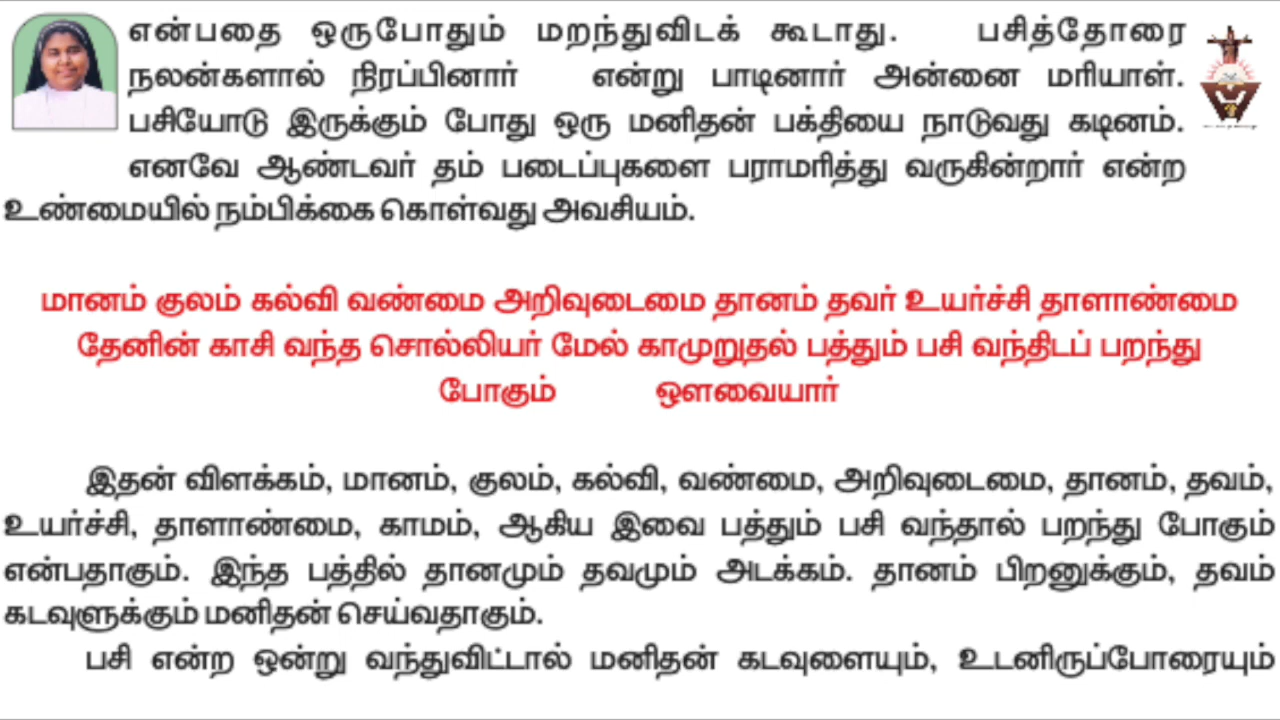 என்பதை ஒருபோதும் மறந்துவிடக் கூடாது. பசித்தோரை
நலன்களால் நிரப்பினார் என்று பாடினார் அன்னை மரியாள்.
பசியோடு இருக்கும் போது ஒரு மனிதன் பக்தியை நாடுவது கடினம்.
எனவே ஆண்டவர் தம் படைப்புகளை பராமரித்து வருகின்றார் என்ற
உண்மையில் நம்பிக்கை கொள்வது அவசியம்.
மானம் குலம் கல்வி வண்மை அறிவுடைமை தானம் தவர் உயர்ச்சி தாளாண்மை
தேனின் காசி வந்த சொல்லியர் மேல் காமுறுதல் பத்தும் பசி வந்திடப் பறந்து
போகும் ஔவையார்
இதன் விளக்கம், மானம், குலம், கல்வி, வண்மை, அறிவுடைமை, தானம், தவம்,
உயர்ச்சி, தாளாண்மை, காமம், ஆகிய இவை பத்தும் பசி வந்தால் பறந்து போகும்
என்பதாகும். இந்த பத்தில் தானமும் தவமும் அடக்கம். தானம் பிறனுக்கும், தவம்
கடவுளுக்கும் மனிதன் செய்வதாகும்.
பசி என்ற ஒன்று வந்துவிட்டால் மனிதன் கடவுளையும், உடனிருப்போரையும்